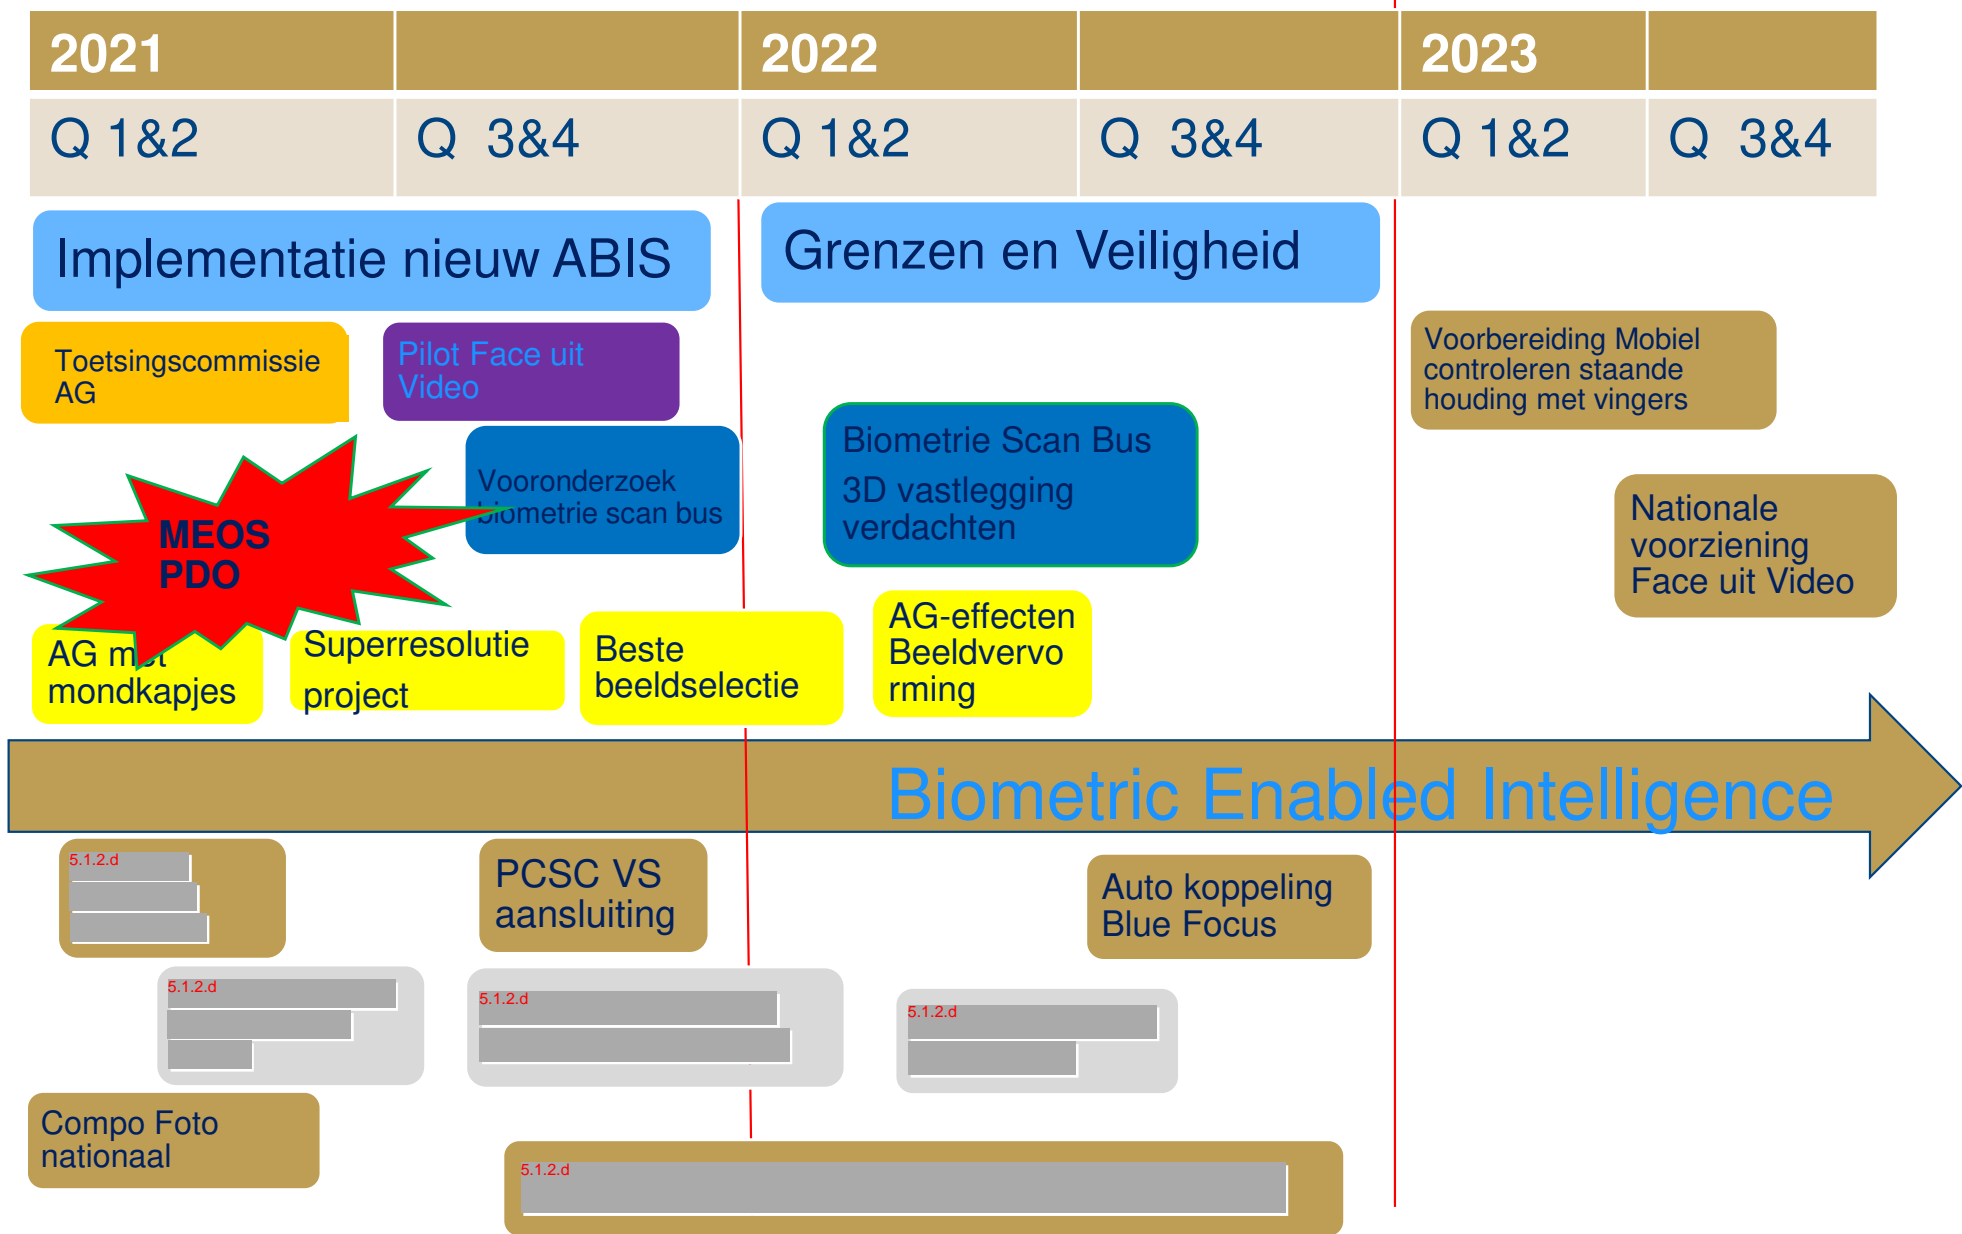 2021
2022
2023
Q 1&2
Q 3&4
Q 1&2
Q 3&4
Q 1&2
Q 3&4
Implementatie nieuw ABIS
Grenzen en Veiligheid
Toetsingscommissie
AG
Pilot Face uit
Video
Voorbereiding Mobiel
controleren staande
houding met vingers
Vooronderzoek
biometrie scan bus
Biometrie Scan Bus
3D vastlegging
verdachten
MEOS
PDO
Nationale
voorziening
Face uit Video
AG met
mondkapjes
Superresolutie
project
Beste
beeldselectie
AG-effecten
Beeldvervo
rming
Biometric Enabled Intelligence
5.1.2.d
PCSC VS
aansluiting
Auto koppeling
Blue Focus
5.1.2.d
5.1.2.d
5.1.2.d
Compo Foto
nationaal
5.1.2.d